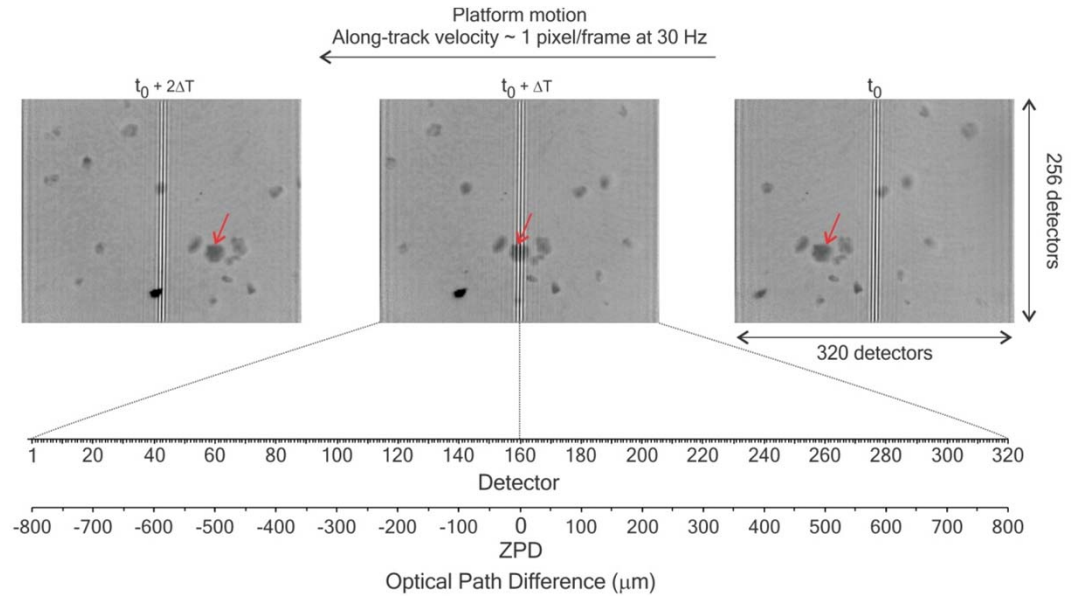 Platform motion
Along-track velocity ~ 1 pixel/frame at 30 Hz
t0 + 2ΔT
t0 + ΔT
t0
256 detectors
320 detectors
1 20 40 60 80 100 120 140 160 180 200 220 240 260 280 300 320
Detector
-800 -700 -600 -500 -400 -300 -200 -100 0 100 200 300 400 500 600 700 800
ZPD
Optical Path Difference (μm)